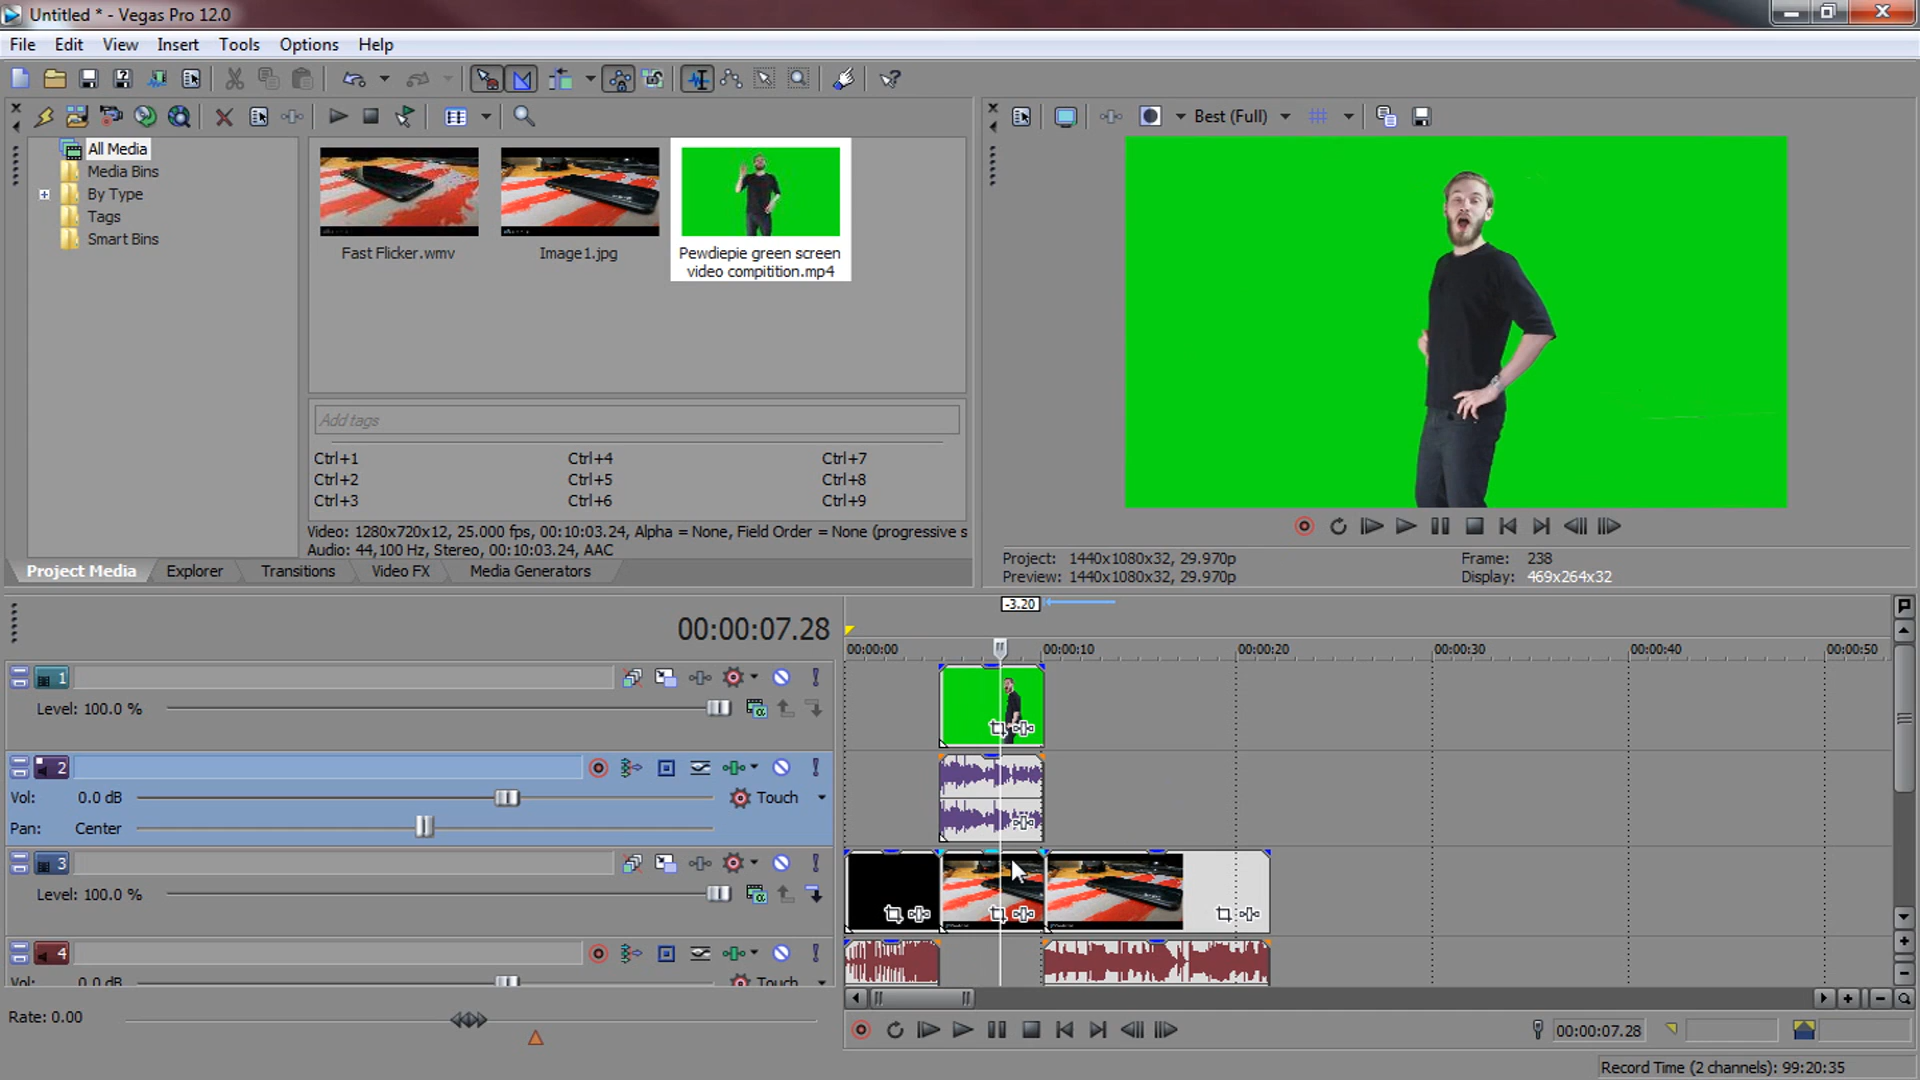 Untitled * - Vegas Pro 12.0
File Edit View Insert Tools Options Help
Best (Full)
All Media
Media Bins
By Type
Tags
Smart Bins
Fast Flicker.wmv
Image1.jpg
Pewdiepie green screen
video compitition.mp4
Add tags
Ctrl+1 Ctrl+4 Ctrl+7
Ctrl+2 Ctrl+5 Ctrl+8
Ctrl+3 Ctrl+6 Ctrl+9
Video: 1280x720x12, 25.000 fps, 00:10:03.24, Alpha = None, Field Order = None (progressive s
Audio: 44,100 Hz, Stereo, 00:10:03.24, AAC
Project Media Explorer Transitions Video FX Media Generators
Project: 1440x1080x32, 29.970p Frame: 238
Preview: 1440x1080x32, 29.970p Display: 469x264x32
-3.20
00:00:07.28
00:00:00 00:00:10 00:00:20 00:00:30 00:00:40 00:00:50
1
Level: 100.0 %
2
Vol: 0.0 dB Touch
Pan: Center
3
Level: 100.0 %
4
Vol: 0.0 dB Touch
Rate: 0.00
00:00:07.28
Record Time (2 channels): 99:20:35